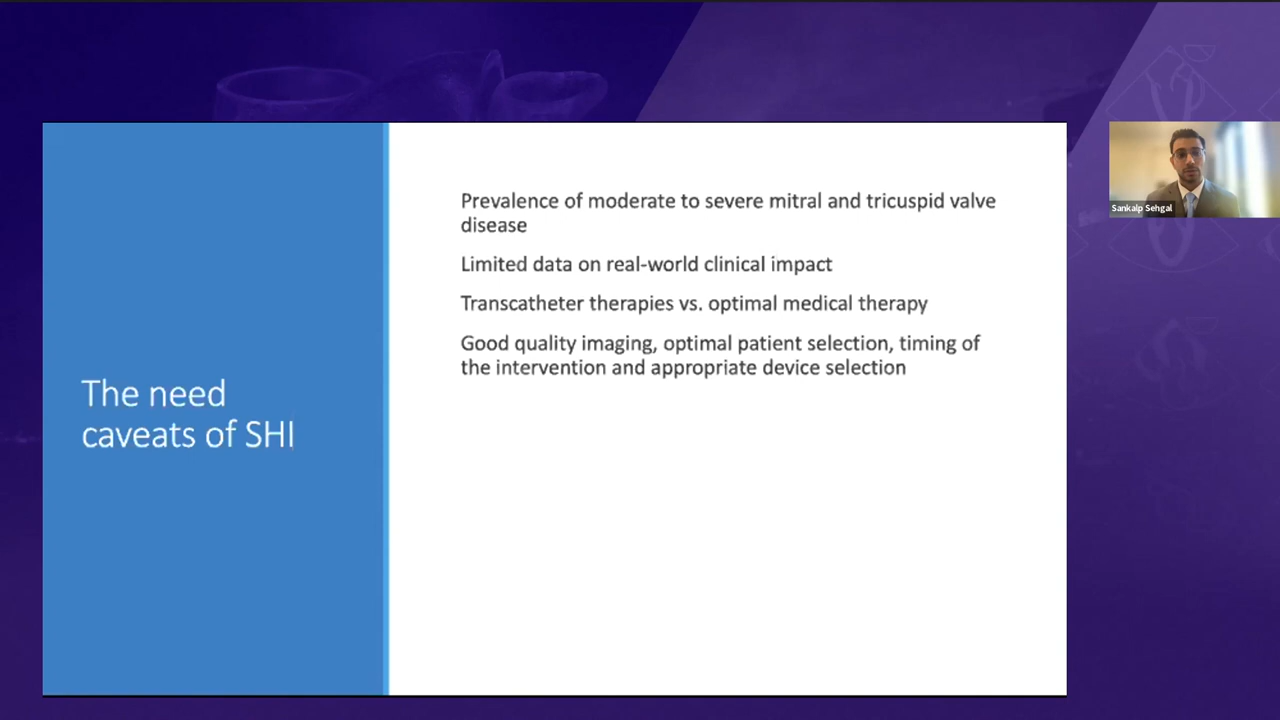 The need
caveats of SHI
Prevalence of moderate to severe mitral and tricuspid valve
disease
Limited data on real-world clinical impact
Transcatheter therapies vs. optimal medical therapy
Good quality imaging, optimal patient selection, timing of
the intervention and appropriate device selection
Sankalp Sehgal